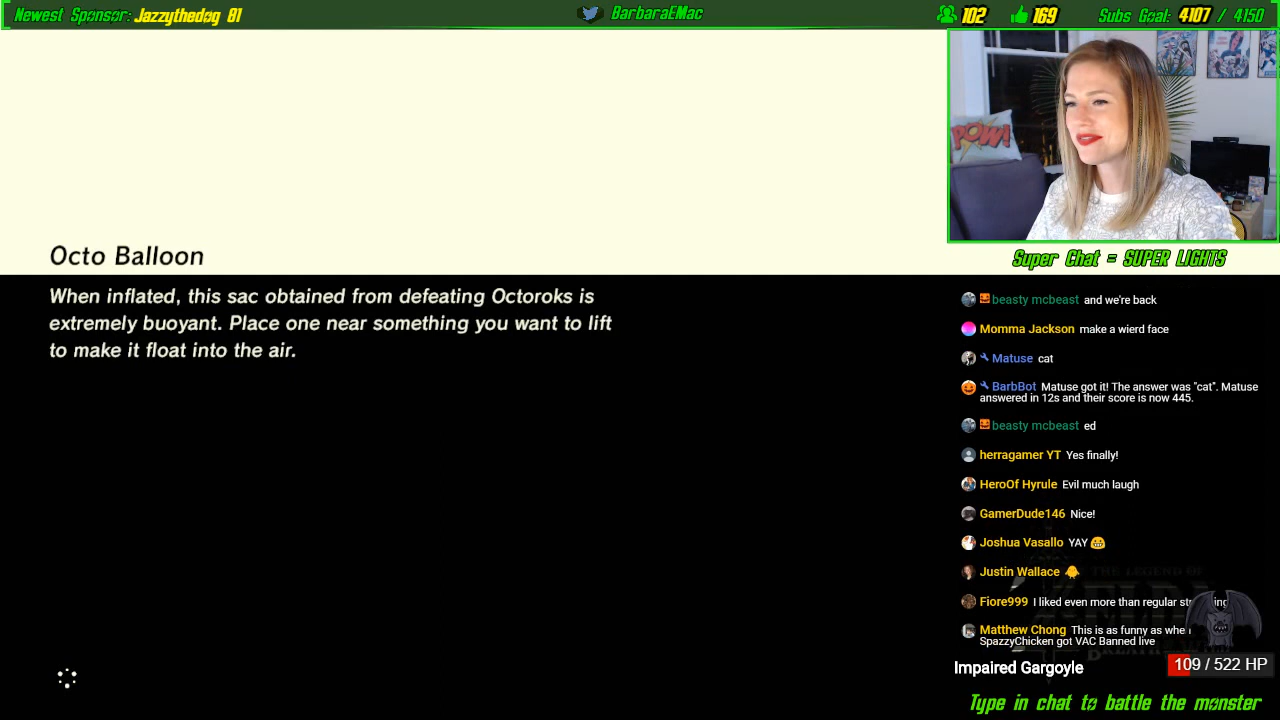 Newest Sponsor: Jazzythedog 81
BarbaraEMac
102
169
Subs Goal: 4107 / 4150
POW!
Octo Balloon
When inflated, this sac obtained from defeating Octoroks is
extremely buoyant. Place one near something you want to lift
to make it float into the air.
Super Chat = SUPER LIGHTS
beasty mcbeast and we're back
Momma Jackson make a wierd face
Matuse cat
BarbBot Matuse got it! The answer was "cat". Matuse
answered in 12s and their score is now 445.
beasty mcbeast ed
herragamer YT Yes finally!
HeroOf Hyrule Evil much laugh
GamerDude146 Nice!
Joshua Vasallo YAY 😀
Justin Wallace
THE LEGEND OF
Fiore999 I liked even more than regular
Matthew Chong This is as funny as when
SpazzyChicken got VAC Banned live
Impaired Gargoyle
109 / 522 HP
Type in chat to battle the monster